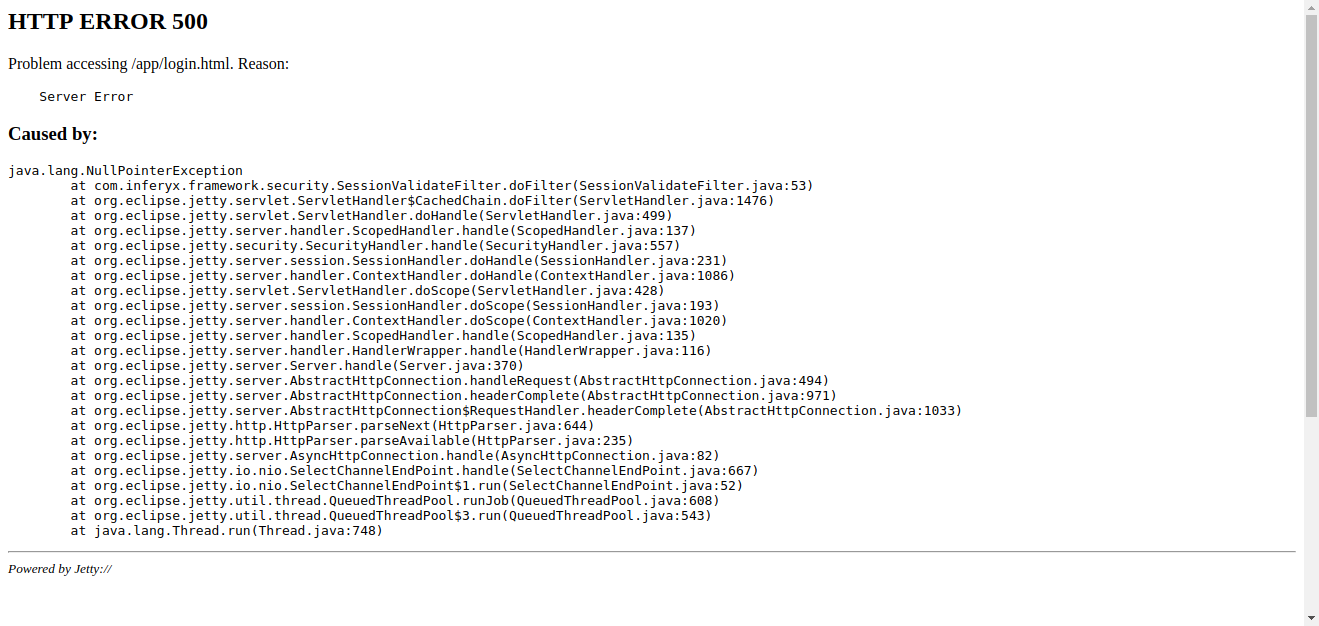 HTTP ERROR 500
Problem accessing /app/login.html. Reason:
Server Error
Caused by:
java.lang.NullPointerException
at com.inferyx.framework.security.SessionValidateFilter.doFilter(SessionValidateFilter.java:53)
at org.eclipse.jetty.servlet.ServletHandler$CachedChain.doFilter(ServletHandler.java:1476)
at org.eclipse.jetty.servlet.ServletHandler.doHandle(ServletHandler.java:499)
at org.eclipse.jetty.server.handler.ScopedHandler.handle(ScopedHandler.java:137)
at org.eclipse.jetty.security.SecurityHandler.handle(SecurityHandler.java:557)
at org.eclipse.jetty.server.session.SessionHandler.doHandle(SessionHandler.java:231)
at org.eclipse.jetty.server.handler.ContextHandler.doHandle(ContextHandler.java:1086)
at org.eclipse.jetty.servlet.ServletHandler.doScope(ServletHandler.java:428)
at org.eclipse.jetty.server.session.SessionHandler.doScope(SessionHandler.java:193)
at org.eclipse.jetty.server.handler.ContextHandler.doScope(ContextHandler.java:1020)
at org.eclipse.jetty.server.handler.ScopedHandler.handle(ScopedHandler.java:135)
at org.eclipse.jetty.server.handler.HandlerWrapper.handle(HandlerWrapper.java:116)
at org.eclipse.jetty.server.Server.handle(Server.java:370)
at org.eclipse.jetty.server.AbstractHttpConnection.handleRequest(AbstractHttpConnection.java:494)
at org.eclipse.jetty.server.AbstractHttpConnection.headerComplete(AbstractHttpConnection.java:971)
at org.eclipse.jetty.server.AbstractHttpConnection$RequestHandler.headerComplete(AbstractHttpConnection.java:1033)
at org.eclipse.jetty.http.HttpParser.parseNext(HttpParser.java:644)
at org.eclipse.jetty.http.HttpParser.parseAvailable(HttpParser.java:235)
at org.eclipse.jetty.server.AsyncHttpConnection.handle(AsyncHttpConnection.java:82)
at org.eclipse.jetty.io.nio.SelectChannelEndPoint.handle(SelectChannelEndPoint.java:667)
at org.eclipse.jetty.io.nio.SelectChannelEndPoint$1.run(SelectChannelEndPoint.java:52)
at org.eclipse.jetty.util.thread.QueuedThreadPool.runJob(QueuedThreadPool.java:608)
at org.eclipse.jetty.util.thread.QueuedThreadPool$3.run(QueuedThreadPool.java:543)
at java.lang.Thread.run(Thread.java:748)
Powered by Jetty://